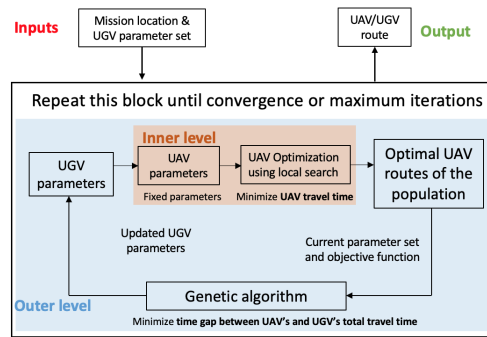 Inputs
Mission location &
UGV parameter set
UAV/UGV
route
Output
Repeat this block until convergence or maximum iterations
Inner level
UGV
parameters
UAV
parameters
UAV Optimization
using local search
Optimal UAV
routes of the
population
Fixed parameters
Minimize UAV travel time
Updated UGV
parameters
Current parameter set
and objective function
Outer level
Genetic algorithm
Minimize time gap between UAV's and UGV's total travel time